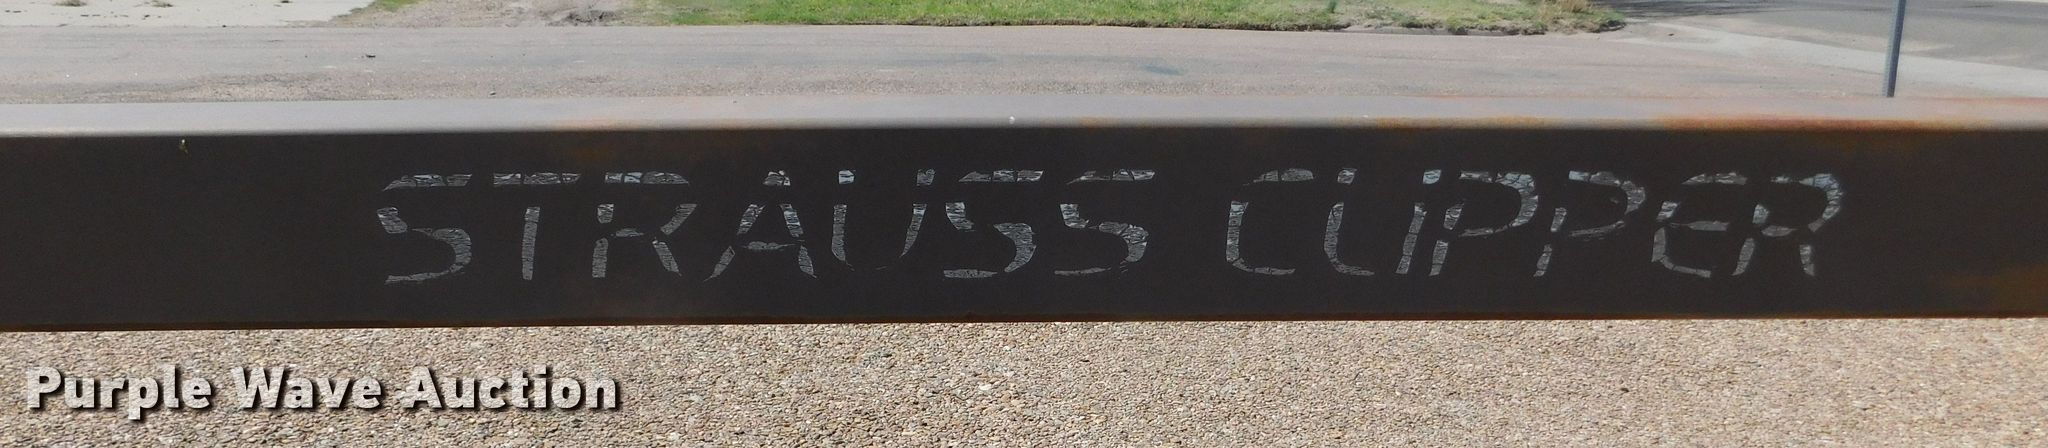 STRAUSS CLIPPER
Purple Wave Auction